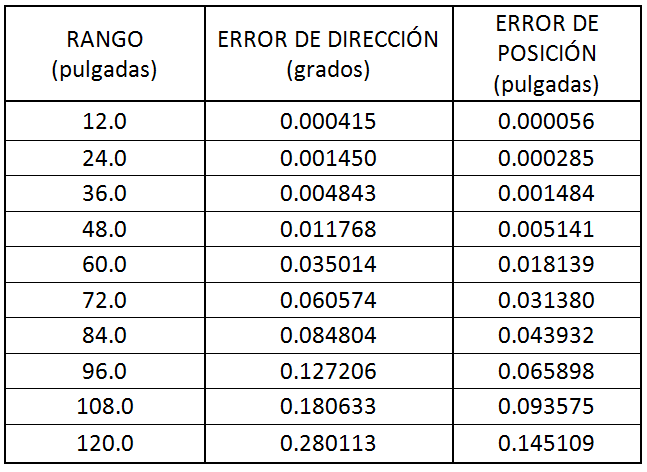 RANGO (pulgadas) ERROR DE DIRECCIÓN (grados) ERROR DE POSICIÓN (pulgadas)
12.0 0.000415 0.000056
24.0 0.001450 0.000285
36.0 0.004843 0.001484
48.0 0.011768 0.005141
60.0 0.035014 0.018139
72.0 0.060574 0.031380
84.0 0.084804 0.043932
96.0 0.127206 0.065898
108.0 0.180633 0.093575
120.0 0.280113 0.145109